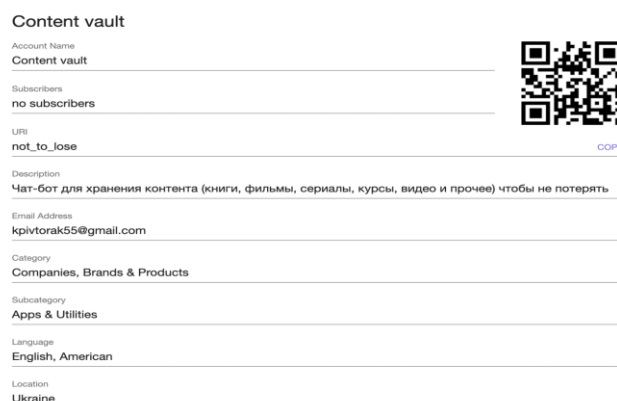 Content vault
Account Name
Content vault
Subscribers
no subscribers
URI
not_to_lose
COP
Description
Чат-бот для хранения контента (книги, фильмы, сериалы, курсы, видео и прочее) чтобы не потерять
Email Address
kpivtorak55@gmail.com
Category
Companies, Brands & Products
Subcategory
Apps & Utilities
Language
English, American
Location
Ukraine